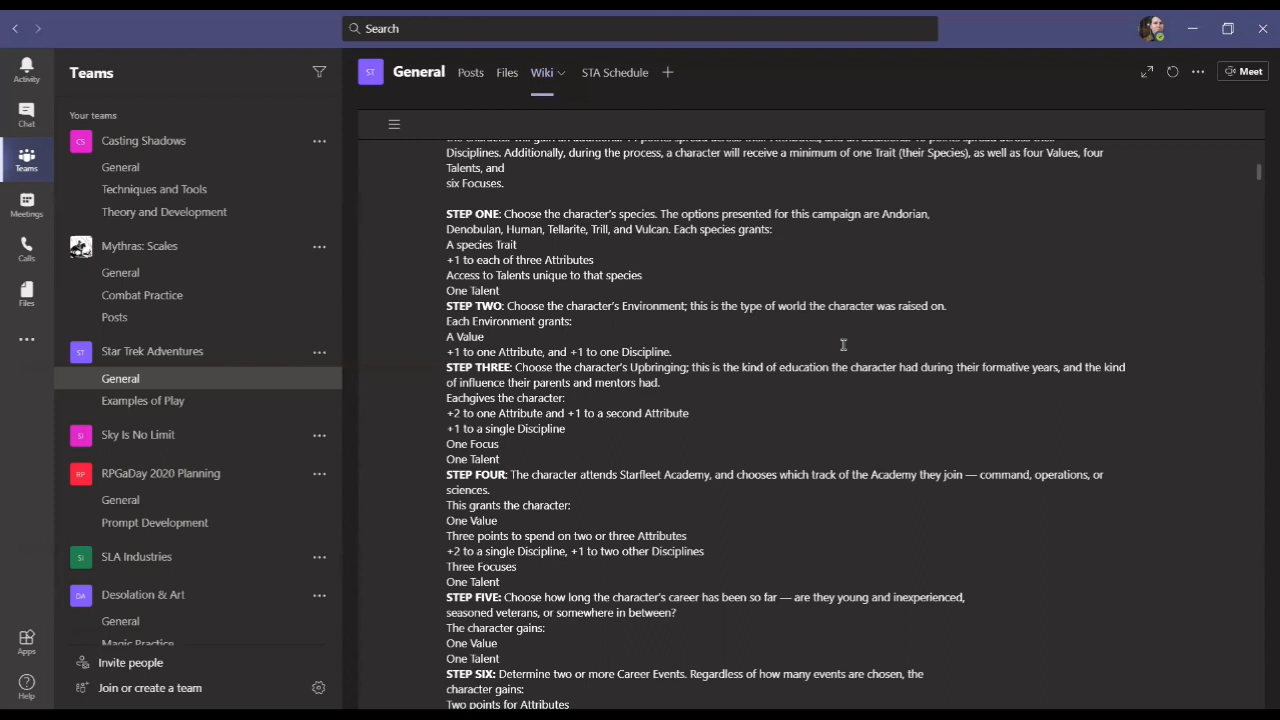 Search
Activity
Chat
Teams
Meetings
Calls
Files
Apps
Help
Teams
Your teams
CS Casting Shadows
General
Techniques and Tools
Theory and Development
Mythras: Scales
General
Combat Practice
Posts
ST Star Trek Adventures
General
Examples of Play
SI Sky Is No Limit
RP RPGaDay 2020 Planning
General
Prompt Development
SI SLA Industries
DA Desolation & Art
General
Magic Practice
Invite people
Join or create a team
ST General Posts Files Wiki STA Schedule Meet
Disciplines. Additionally, during the process, a character will receive a minimum of one Trait (their Species), as well as four Values, four
Talents, and
six Focuses.
STEP ONE: Choose the character's species. The options presented for this campaign are Andorian,
Denobulan, Human, Tellarite, Trill, and Vulcan. Each species grants:
A species Trait
+1 to each of three Attributes
Access to Talents unique to that species
One Talent
STEP TWO: Choose the character's Environment; this is the type of world the character was raised on.
Each Environment grants:
A Value
+1 to one Attribute, and +1 to one Discipline.
STEP THREE: Choose the character's Upbringing; this is the kind of education the character had during their formative years, and the kind
of influence their parents and mentors had.
Eachgives the character:
+2 to one Attribute and +1 to a second Attribute
+1 to a single Discipline
One Focus
One Talent
STEP FOUR: The character attends Starfleet Academy, and chooses which track of the Academy they join — command, operations, or
sciences.
This grants the character:
One Value
Three points to spend on two or three Attributes
+2 to a single Discipline, +1 to two other Disciplines
Three Focuses
One Talent
STEP FIVE: Choose how long the character's career has been so far — are they young and inexperienced,
seasoned veterans, or somewhere in between?
The character gains:
One Value
One Talent
STEP SIX: Determine two or more Career Events. Regardless of how many events are chosen, the
character gains:
Two points for Attributes